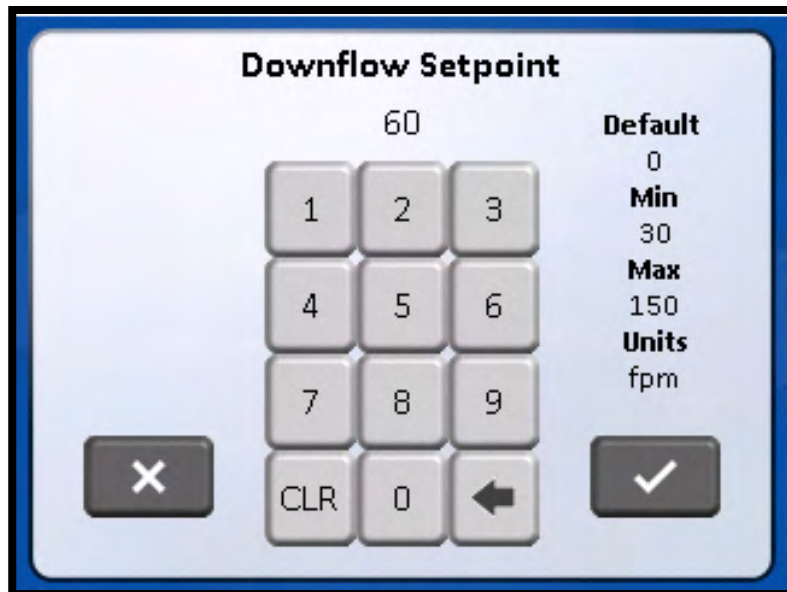 Downflow Setpoint
60
1 2 3
4 5 6
7 8 9
CLR 0
Default
0
Min
30
Max
150
Units
fpm